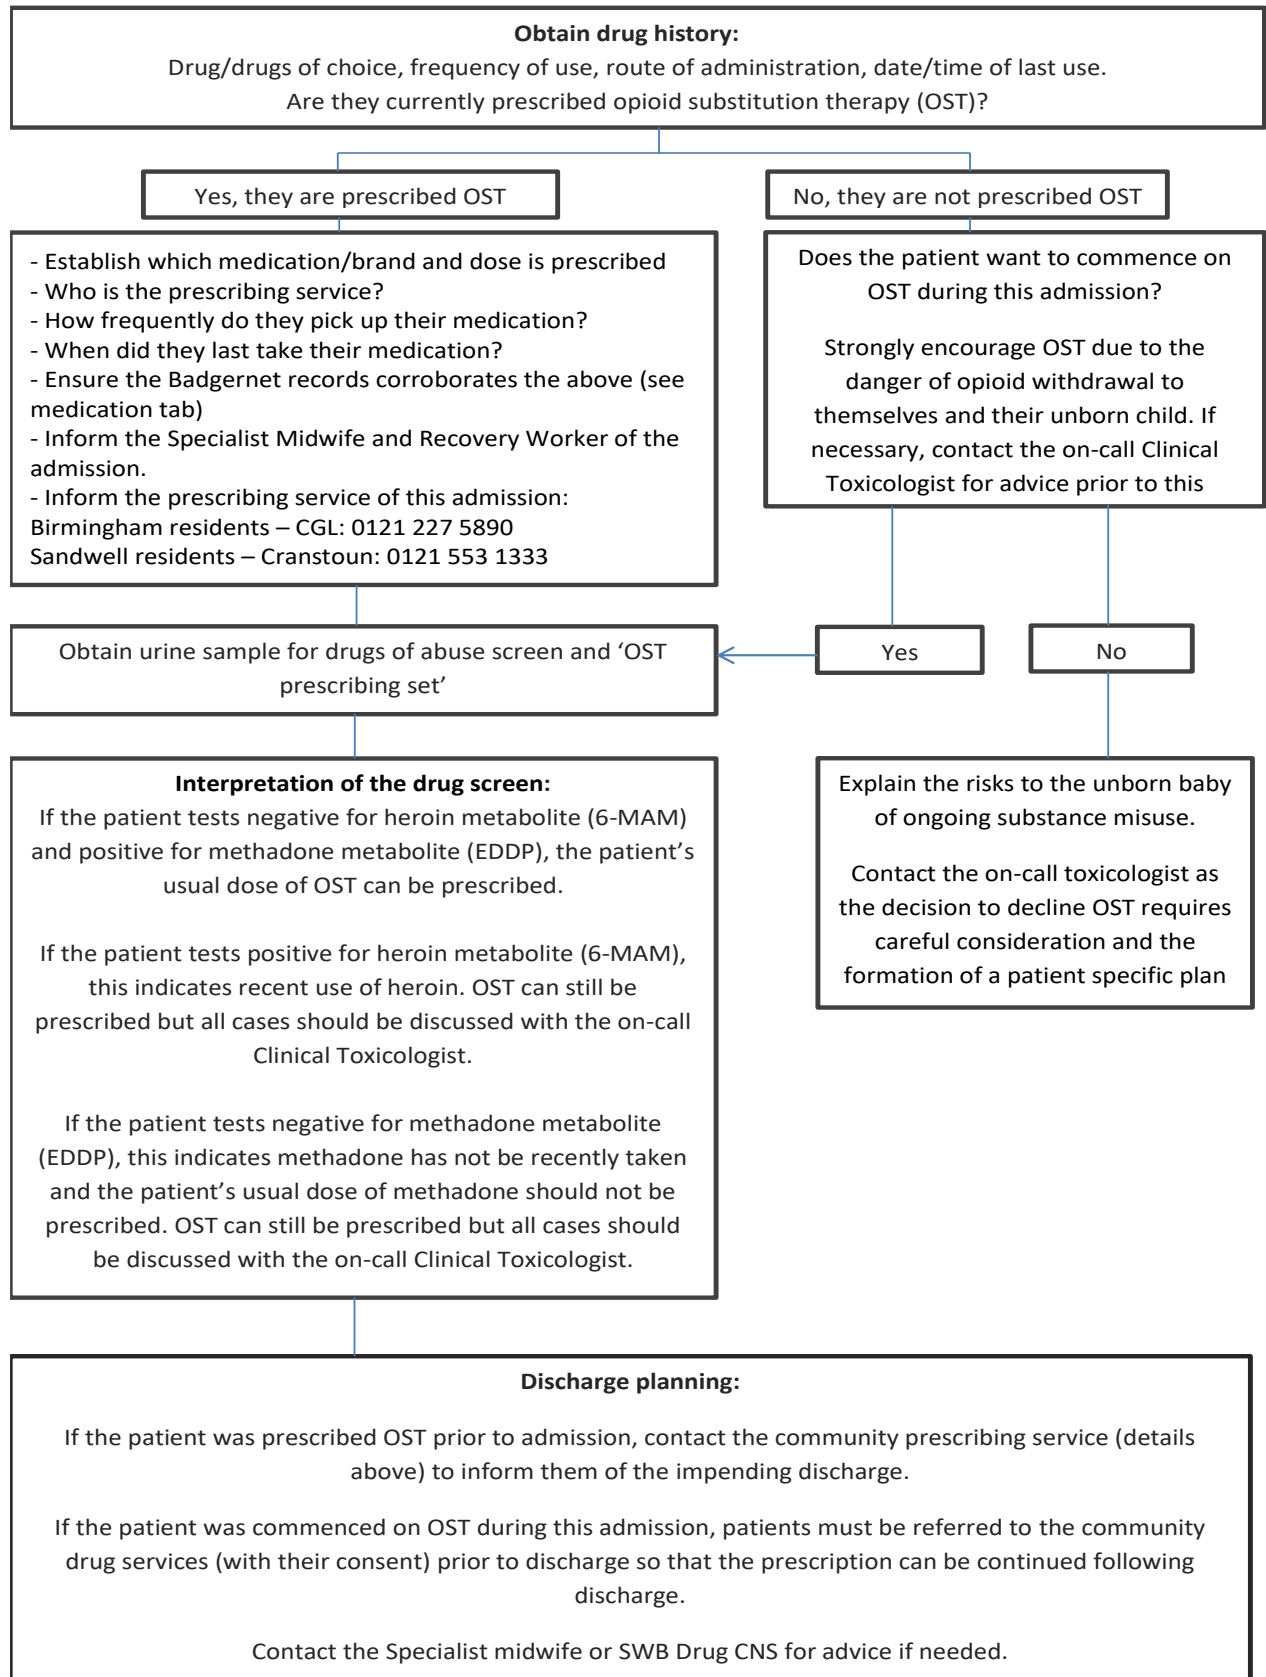 Obtain drug history:
Drug/drugs of choice, frequency of use, route of administration, date/time of last use.
Are they currently prescribed opioid substitution therapy (OST)?
Yes, they are prescribed OST
No, they are not prescribed OST
- Establish which medication/brand and dose is prescribed
- Who is the prescribing service?
- How frequently do they pick up their medication?
- When did they last take their medication?
- Ensure the Badgernet records corroborates the above (see
medication tab)
- Inform the Specialist Midwife and Recovery Worker of the
admission.
- Inform the prescribing service of this admission:
Birmingham residents – CGL: 0121 227 5890
Sandwell residents – Cranstoun: 0121 553 1333
Does the patient want to commence on
OST during this admission?
Strongly encourage OST due to the
danger of opioid withdrawal to
themselves and their unborn child. If
necessary, contact the on-call Clinical
Toxicologist for advice prior to this
Obtain urine sample for drugs of abuse screen and ‘OST
prescribing set’
Yes
No
Interpretation of the drug screen:
If the patient tests negative for heroin metabolite (6-MAM)
and positive for methadone metabolite (EDDP), the patient’s
usual dose of OST can be prescribed.
If the patient tests positive for heroin metabolite (6-MAM),
this indicates recent use of heroin. OST can still be
prescribed but all cases should be discussed with the on-call
Clinical Toxicologist.
If the patient tests negative for methadone metabolite
(EDDP), this indicates methadone has not be recently taken
and the patient’s usual dose of methadone should not be
prescribed. OST can still be prescribed but all cases should
be discussed with the on-call Clinical Toxicologist.
Explain the risks to the unborn baby
of ongoing substance misuse.
Contact the on-call toxicologist as
the decision to decline OST requires
careful consideration and the
formation of a patient specific plan
Discharge planning:
If the patient was prescribed OST prior to admission, contact the community prescribing service (details
above) to inform them of the impending discharge.
If the patient was commenced on OST during this admission, patients must be referred to the community
drug services (with their consent) prior to discharge so that the prescription can be continued following
discharge.
Contact the Specialist midwife or SWB Drug CNS for advice if needed.